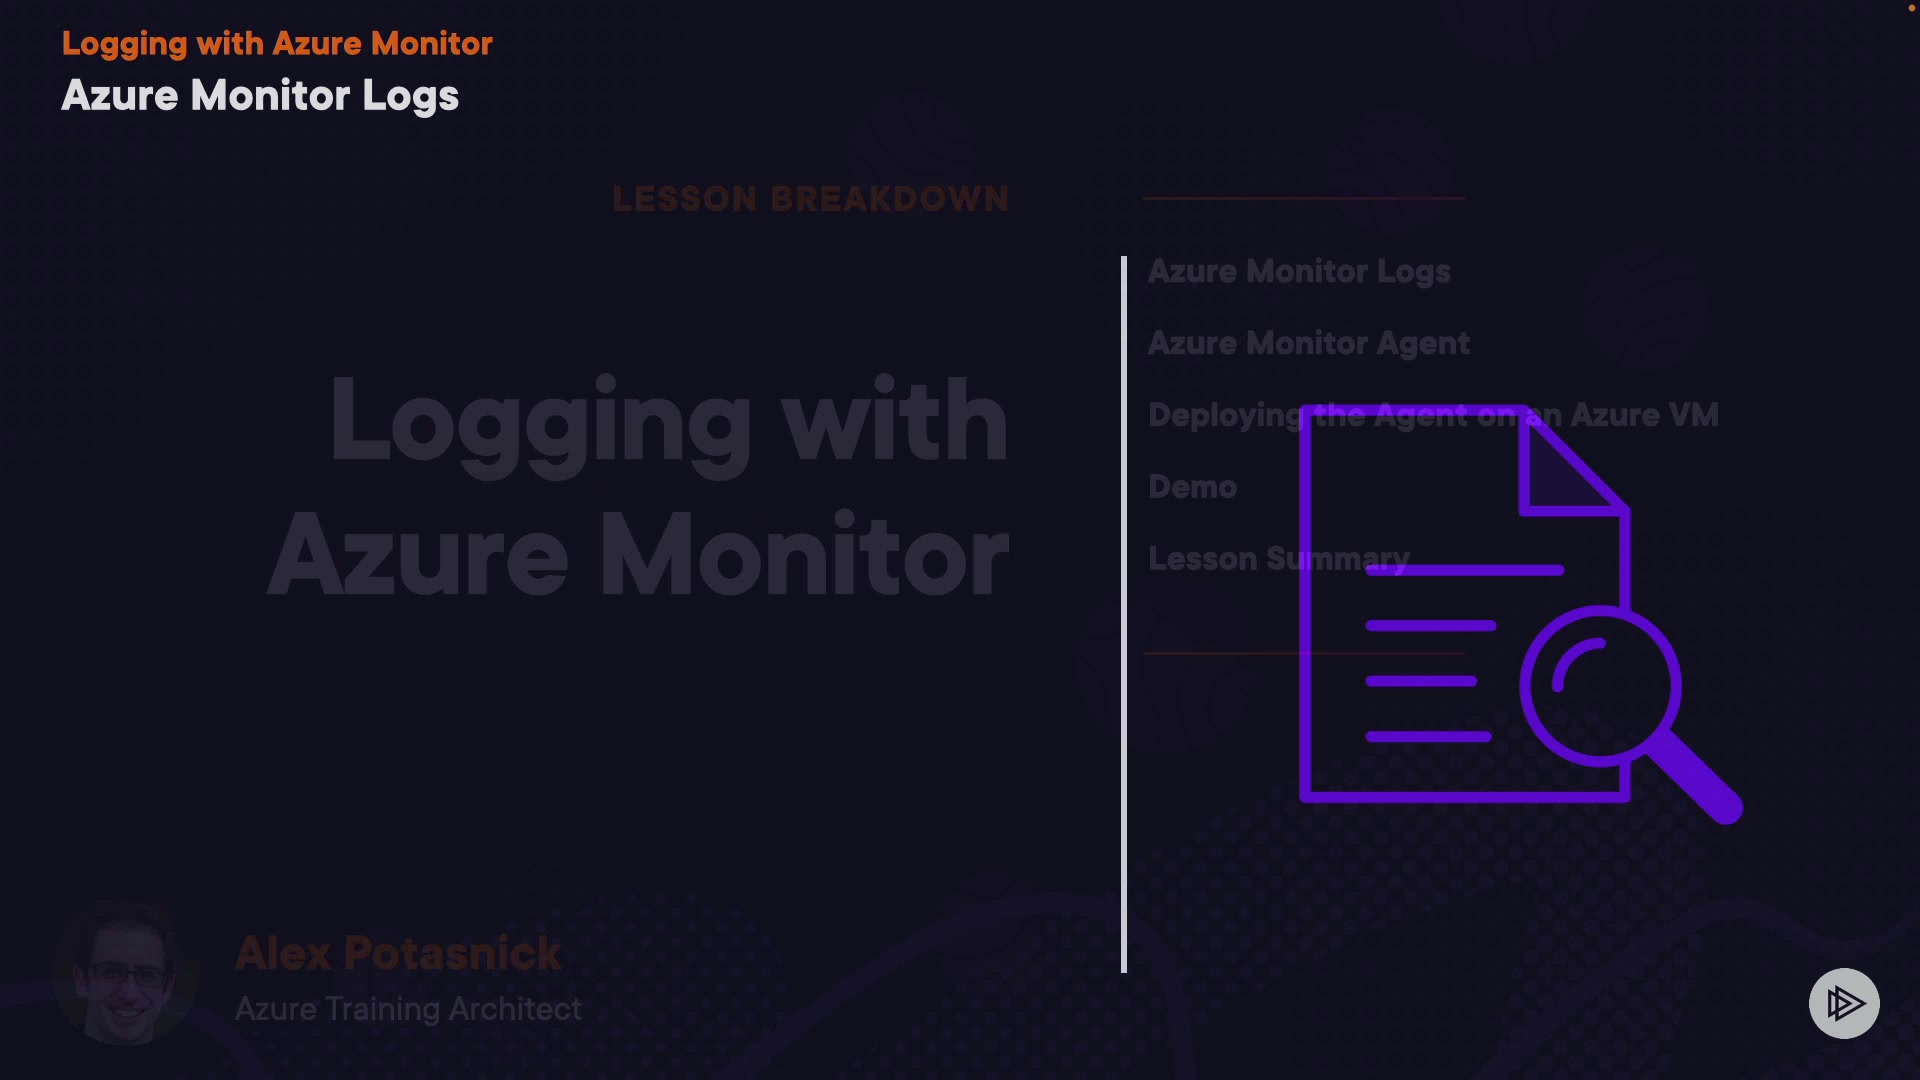 Logging with Azure Monitor
Azure Monitor Logs
LESSON BREAKDOWN
Logging with
Azure Monitor
Azure Monitor Logs
Azure Monitor Agent
Deploying the Agent on an Azure VM
Demo
Lesson Summary
Alex Potasnick
Azure Training Architect